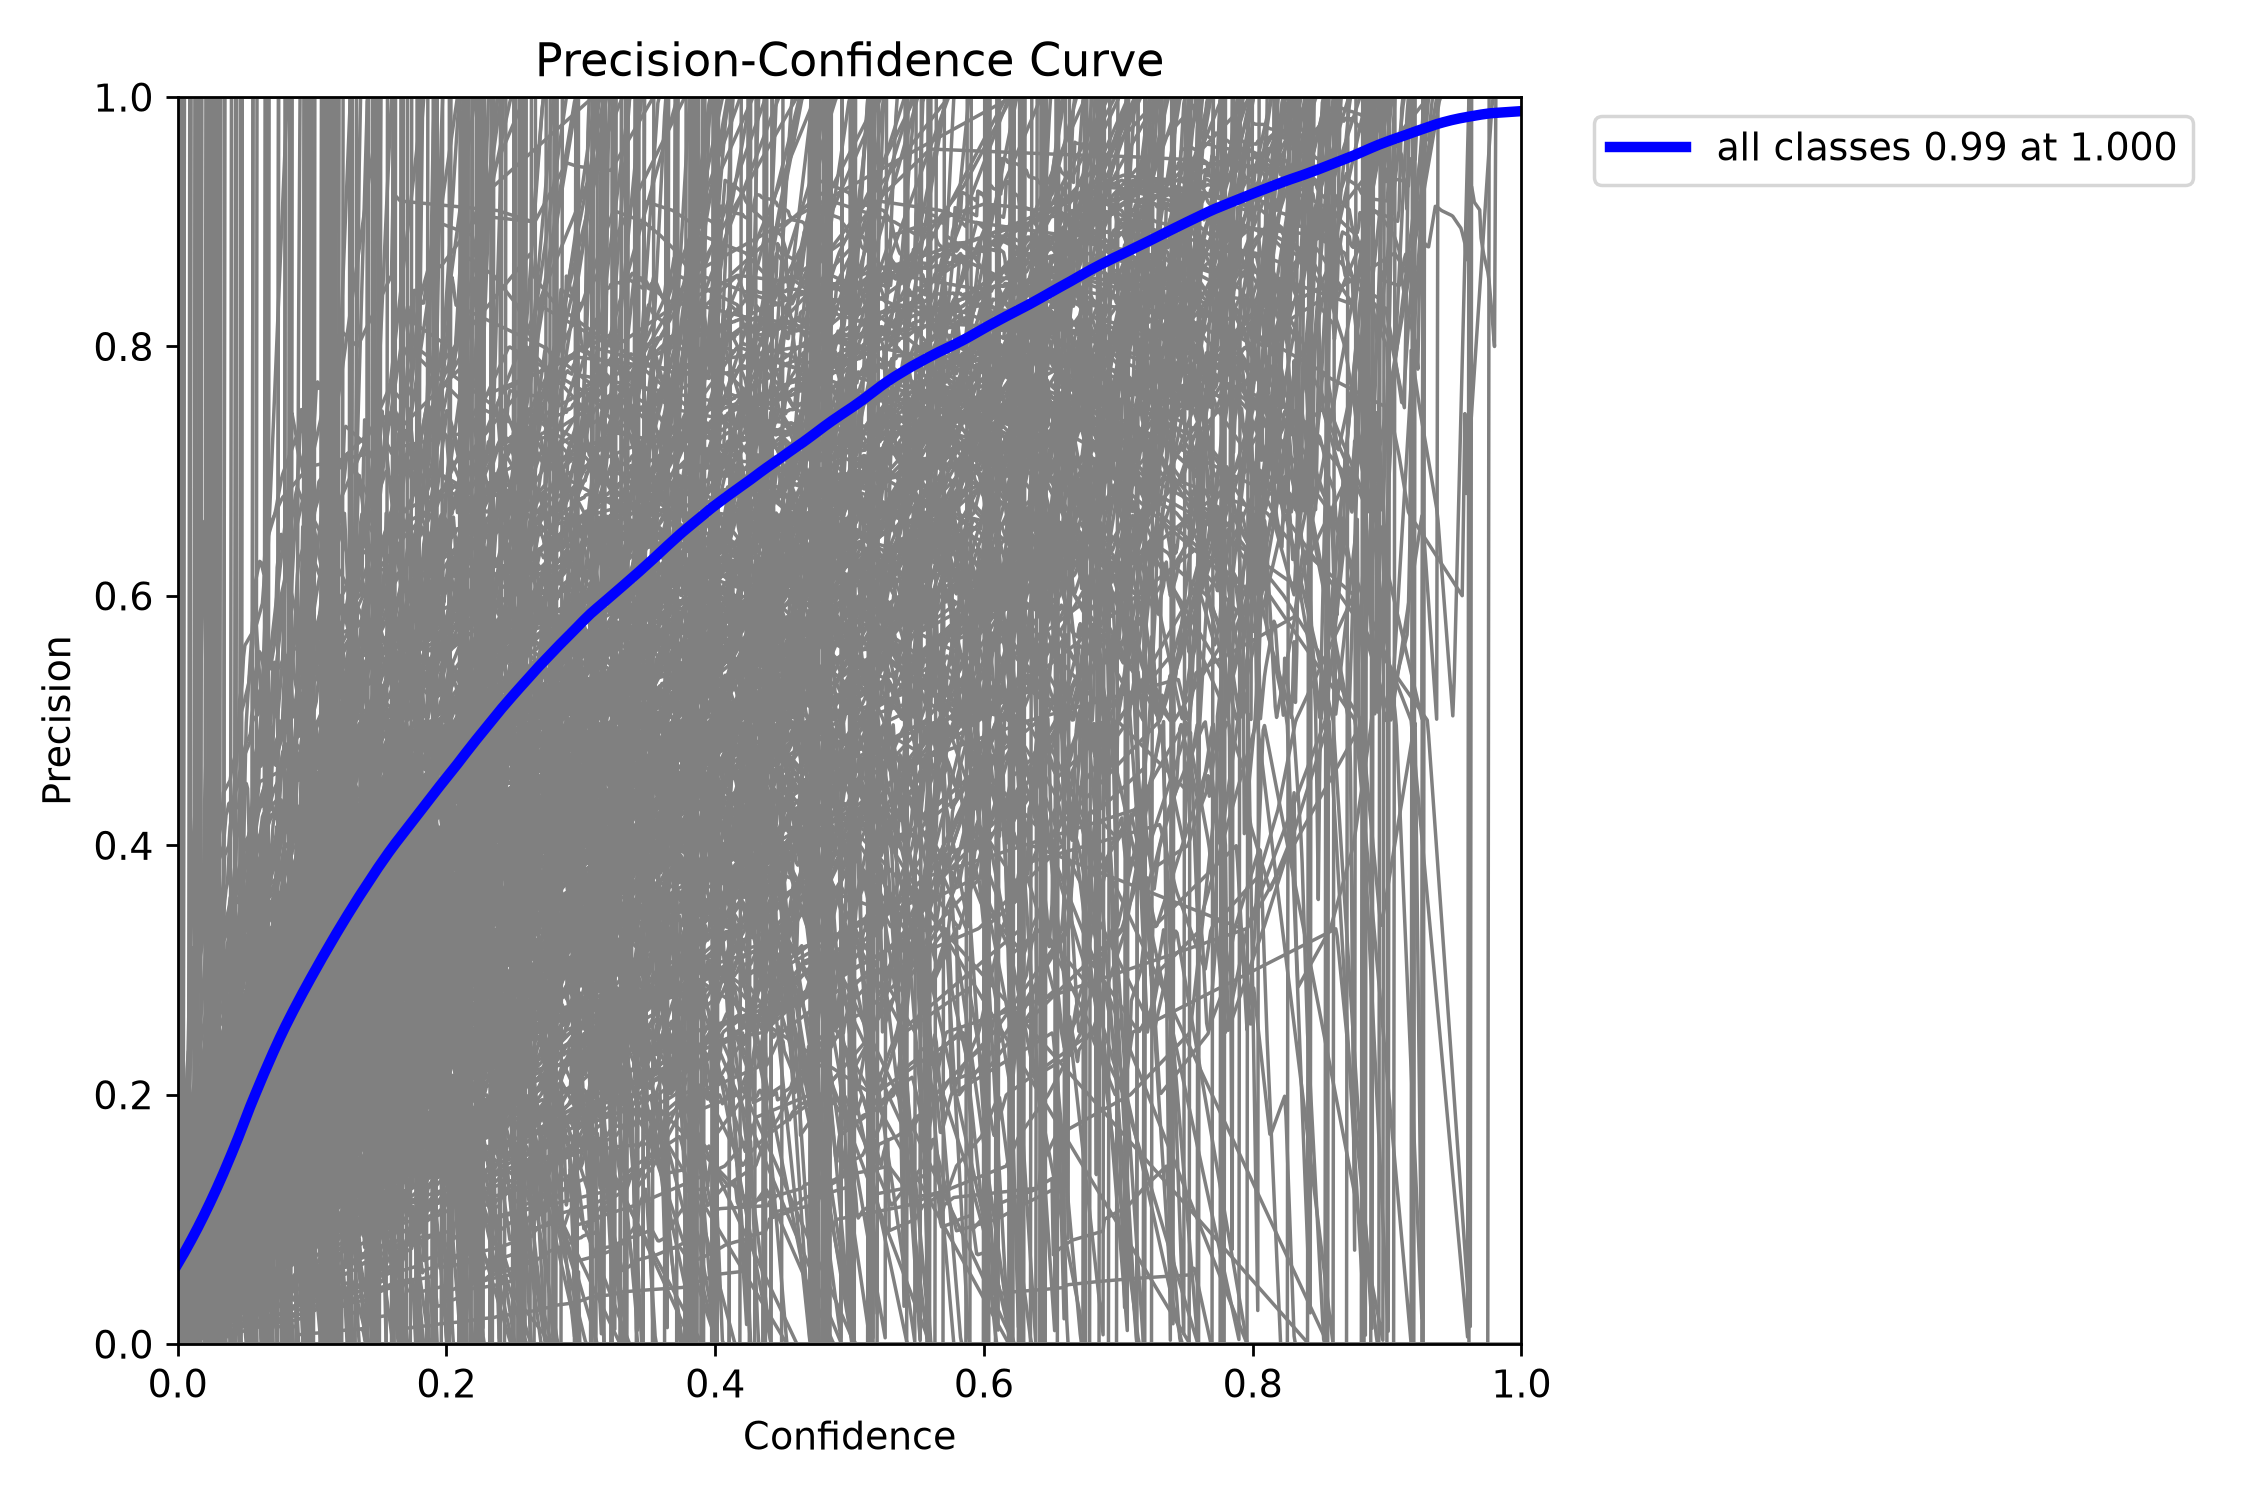 Precision-Confidence Curve
all classes 0.99 at 1.000
Precision
1.0
0.8
0.6
0.4
0.2
0.0
0.0 0.2 0.4 0.6 0.8 1.0
Confidence